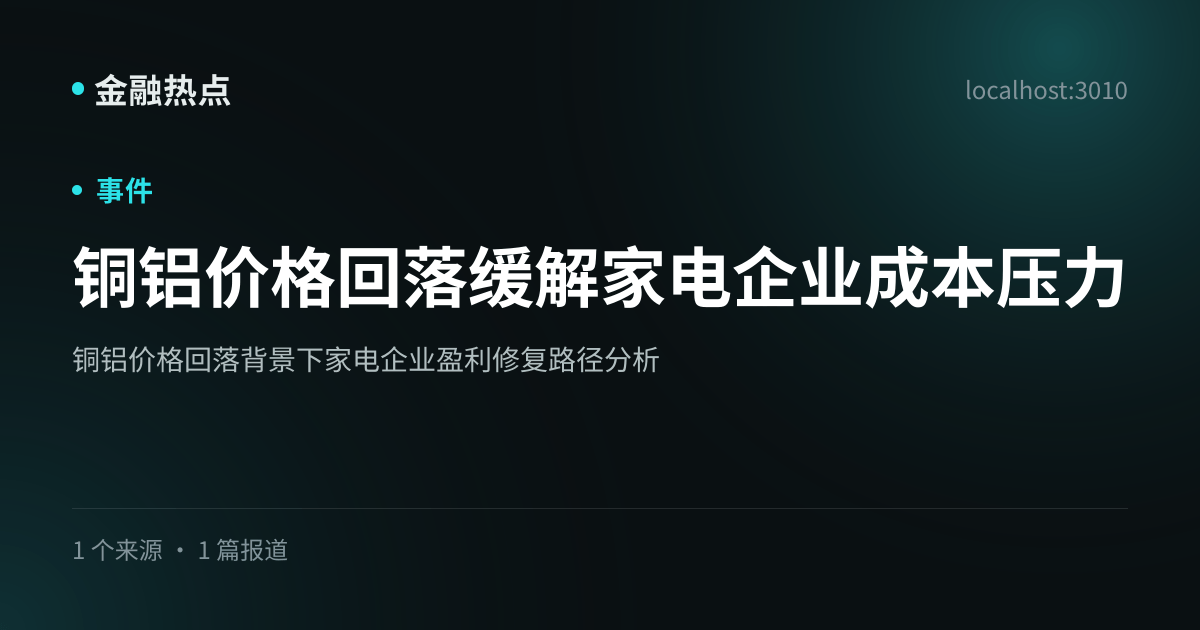 金融热点
localhost:3010
事件
铜铝价格回落缓解家电企业成本压力
铜铝价格回落背景下家电企业盈利修复路径分析
1 个来源 · 1 篇报道